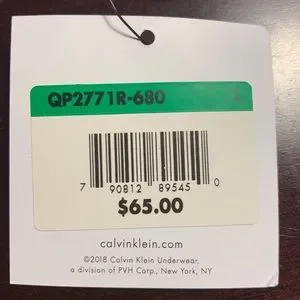 QP2771R-680
7 90812 89545 0
$65.00
calvinklein.com
©2018 Calvin Klein Underwear,
a division of PVH Corp., New York, NY